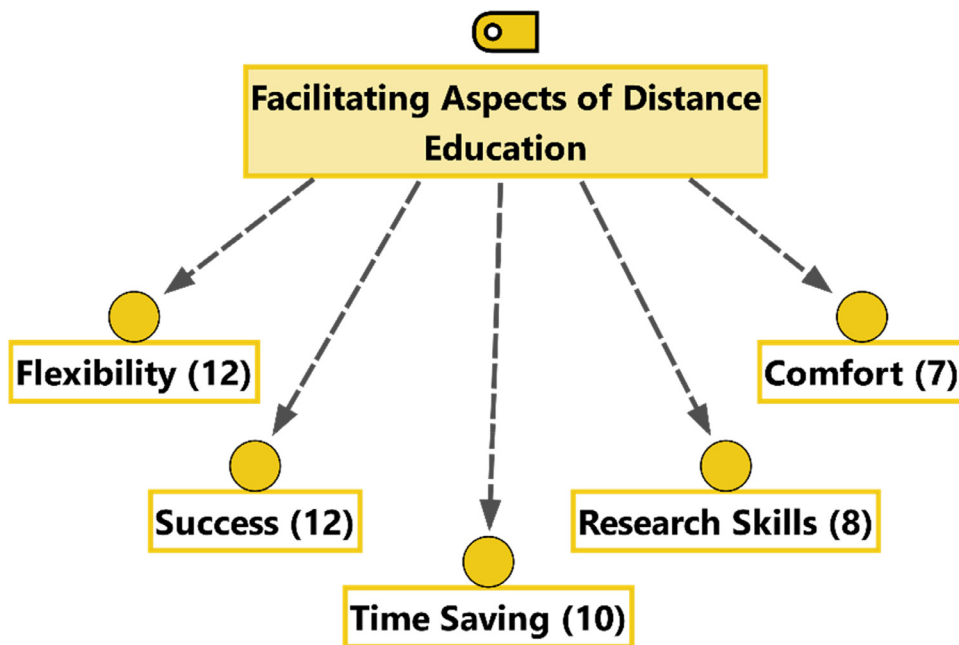 Facilitating Aspects of Distance
Education
Flexibility (12)
Comfort (7)
Success (12)
Research Skills (8)
Time Saving (10)